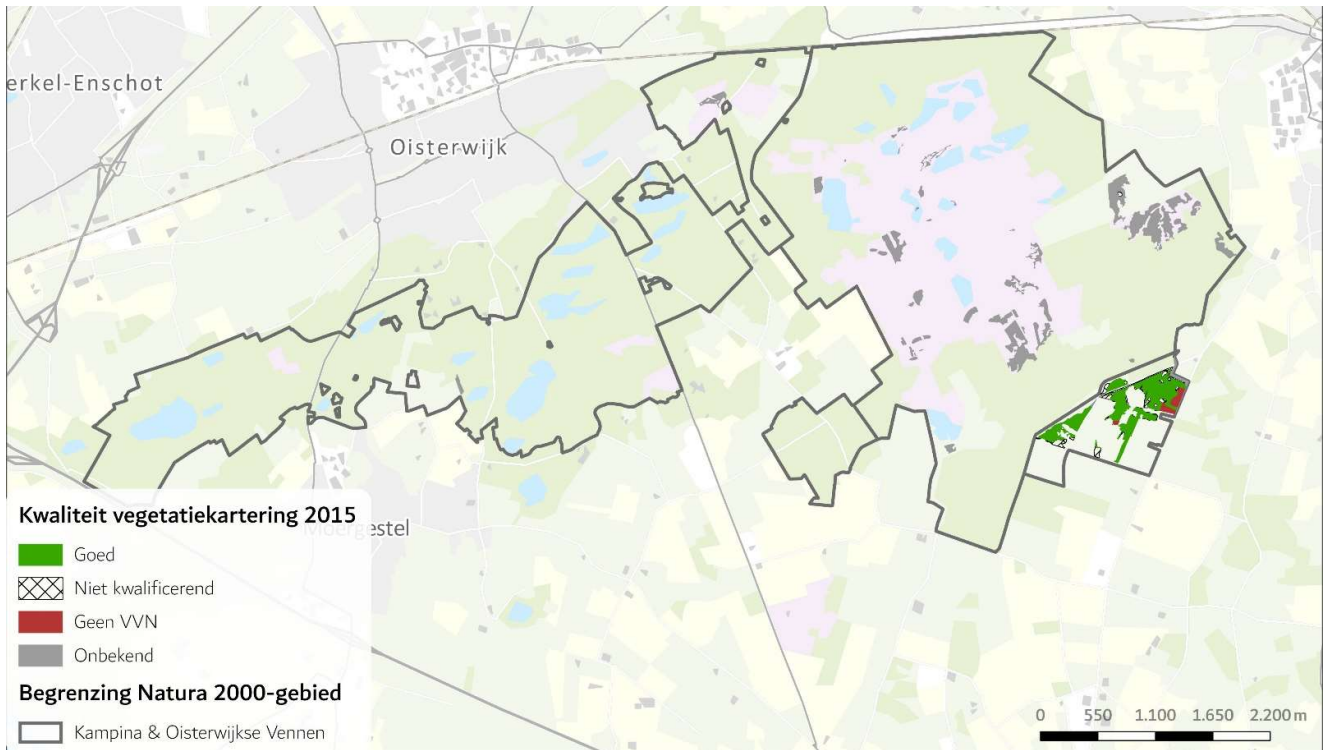 erkel-Enschot
Oisterwijk
Kwaliteit vegetatiekartering 2015
Goed
Niet kwalificerend
Geen VVN
Onbekend
Begrenzing Natura 2000-gebied
Kampina & Oisterwijkse Vennen
Moergestel
0 550 1.100 1.650 2.200 m